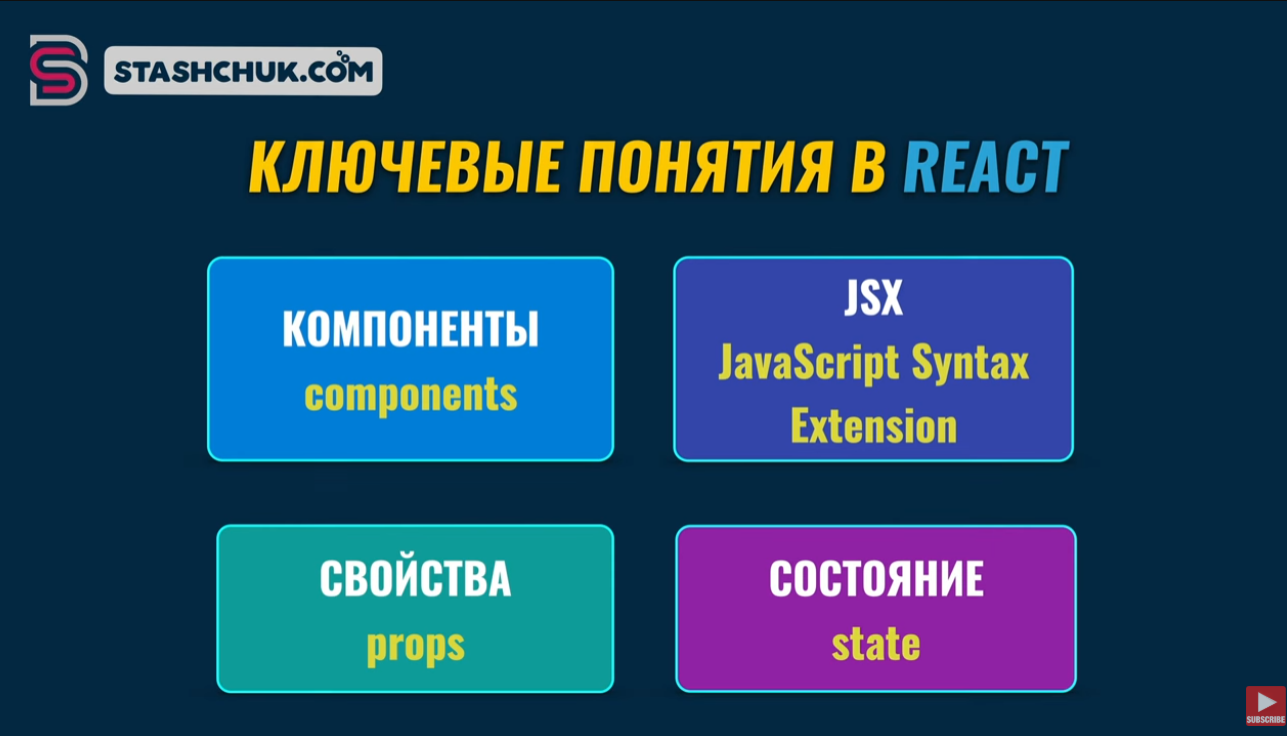 STASHCHUK.COM
КЛЮЧЕВЫЕ ПОНЯТИЯ В REACT
КОМПОНЕНТЫ
components
JSX
JavaScript Syntax
Extension
СВОЙСТВА
props
СОСТОЯНИЕ
state
SUBSCRIBE